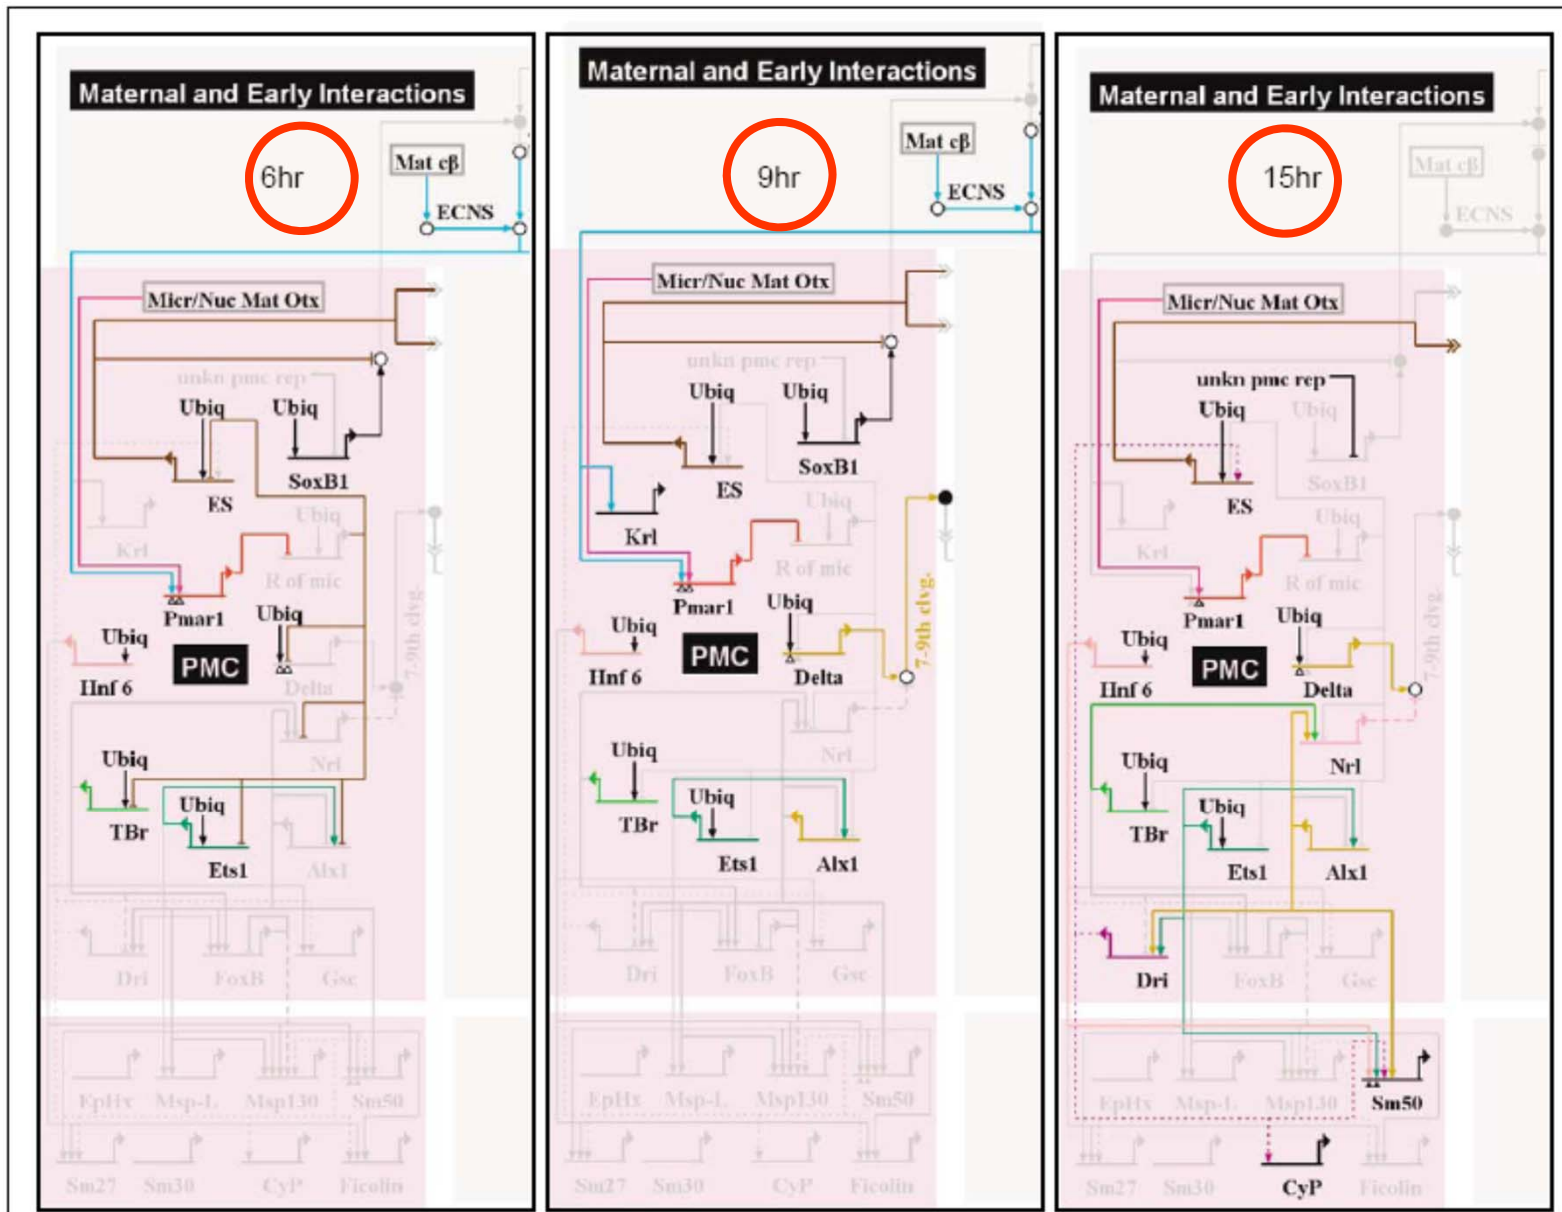 Maternal and Early Interactions
6hr
Mat cβ
ECNS
Micr/Nuc Mat Otx
unkn pmc rep
Ubiq
Ubiq
SoxB1
ES
Ubiq
Krl
R of mic
Pmar1
Ubiq
7-9th clvg.
Ubiq
PMC
Hnf 6
Delta
Nrl
Ubiq
TBr
Ubiq
Ets1
Alx1
Dri
FoxB
Gsc
EpHx
Msp-L
Msp130
Sm50
Sm27
Sm30
CyP
Ficolin
Maternal and Early Interactions
9hr
Mat cβ
ECNS
Micr/Nuc Mat Otx
unkn pmc rep
Ubiq
Ubiq
SoxB1
ES
Ubiq
Krl
R of mic
Pmar1
Ubiq
7-9th clvg.
Ubiq
PMC
Hnf 6
Delta
Nrl
Ubiq
TBr
Ubiq
Ets1
Alx1
Dri
FoxB
Gsc
EpHx
Msp-L
Msp130
Sm50
Sm27
Sm30
CyP
Ficolin
Maternal and Early Interactions
15hr
Mat cβ
ECNS
Micr/Nuc Mat Otx
unkn pmc rep
Ubiq
Ubiq
SoxB1
ES
Ubiq
Krl
R of mic
Pmar1
Ubiq
7-9th clvg.
Ubiq
PMC
Hnf 6
Delta
Nrl
Ubiq
TBr
Ubiq
Ets1
Alx1
Dri
FoxB
Gsc
EpHx
Msp-L
Msp130
Sm50
Sm27
Sm30
CyP
Ficolin